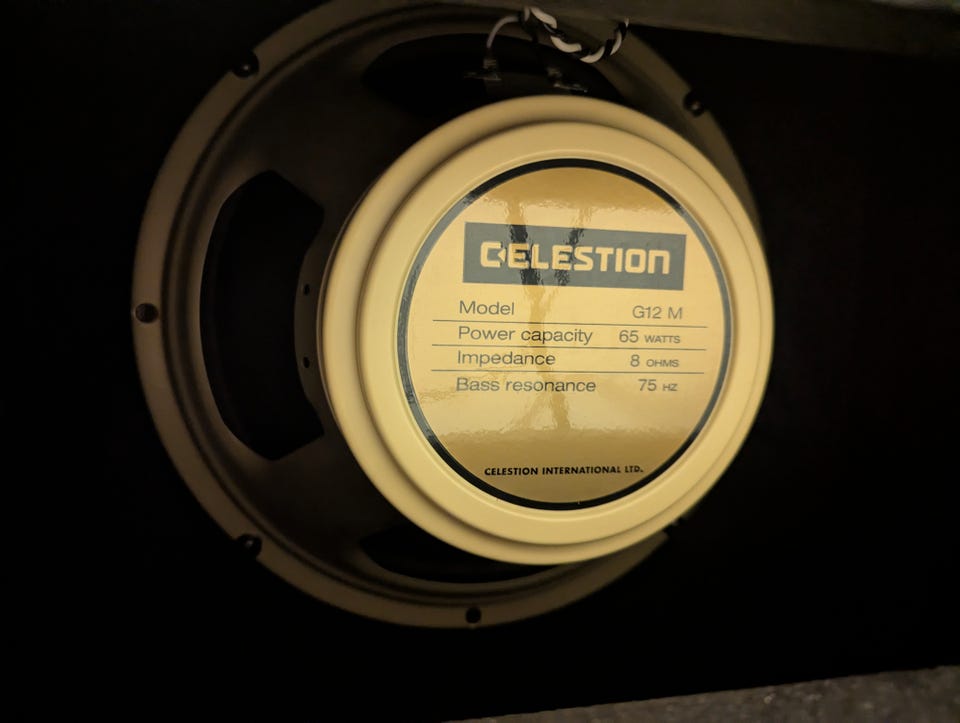 CELESTION
Model G12 M
Power capacity 65 WATTS
Impedance 8 OHMS
Bass resonance 75 HZ
CELESTION INTERNATIONAL LTD.